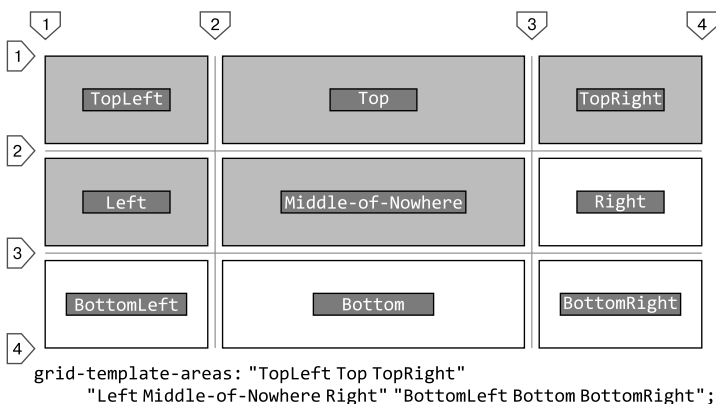 1 2 3 4
1
TopLeft Top TopRight
2
Left Middle-of-Nowhere Right
3
BottomLeft Bottom BottomRight
4
grid-template-areas: "TopLeft Top TopRight"
"Left Middle-of-Nowhere Right" "BottomLeft Bottom BottomRight";